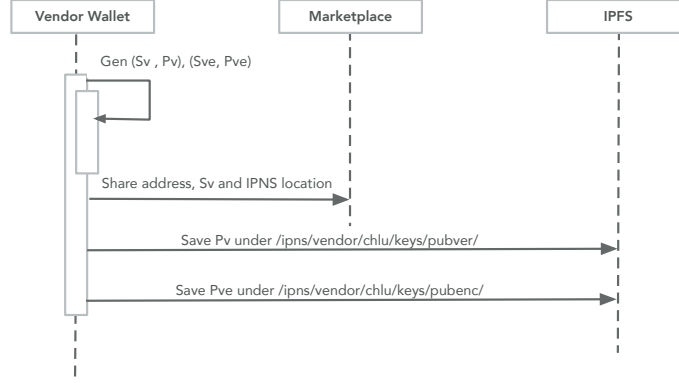 Vendor Wallet
Marketplace
IPFS
Gen (Sv , Pv), (Sve, Pve)
Share address, Sv and IPNS location
Save Pv under /ipns/vendor/chlu/keys/pubver/
Save Pve under /ipns/vendor/chlu/keys/pubenc/